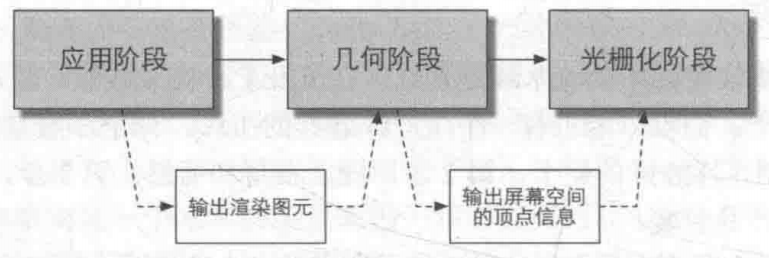 应用阶段
几何阶段
光栅化阶段
输出渲染图元
输出屏幕空间
的顶点信息